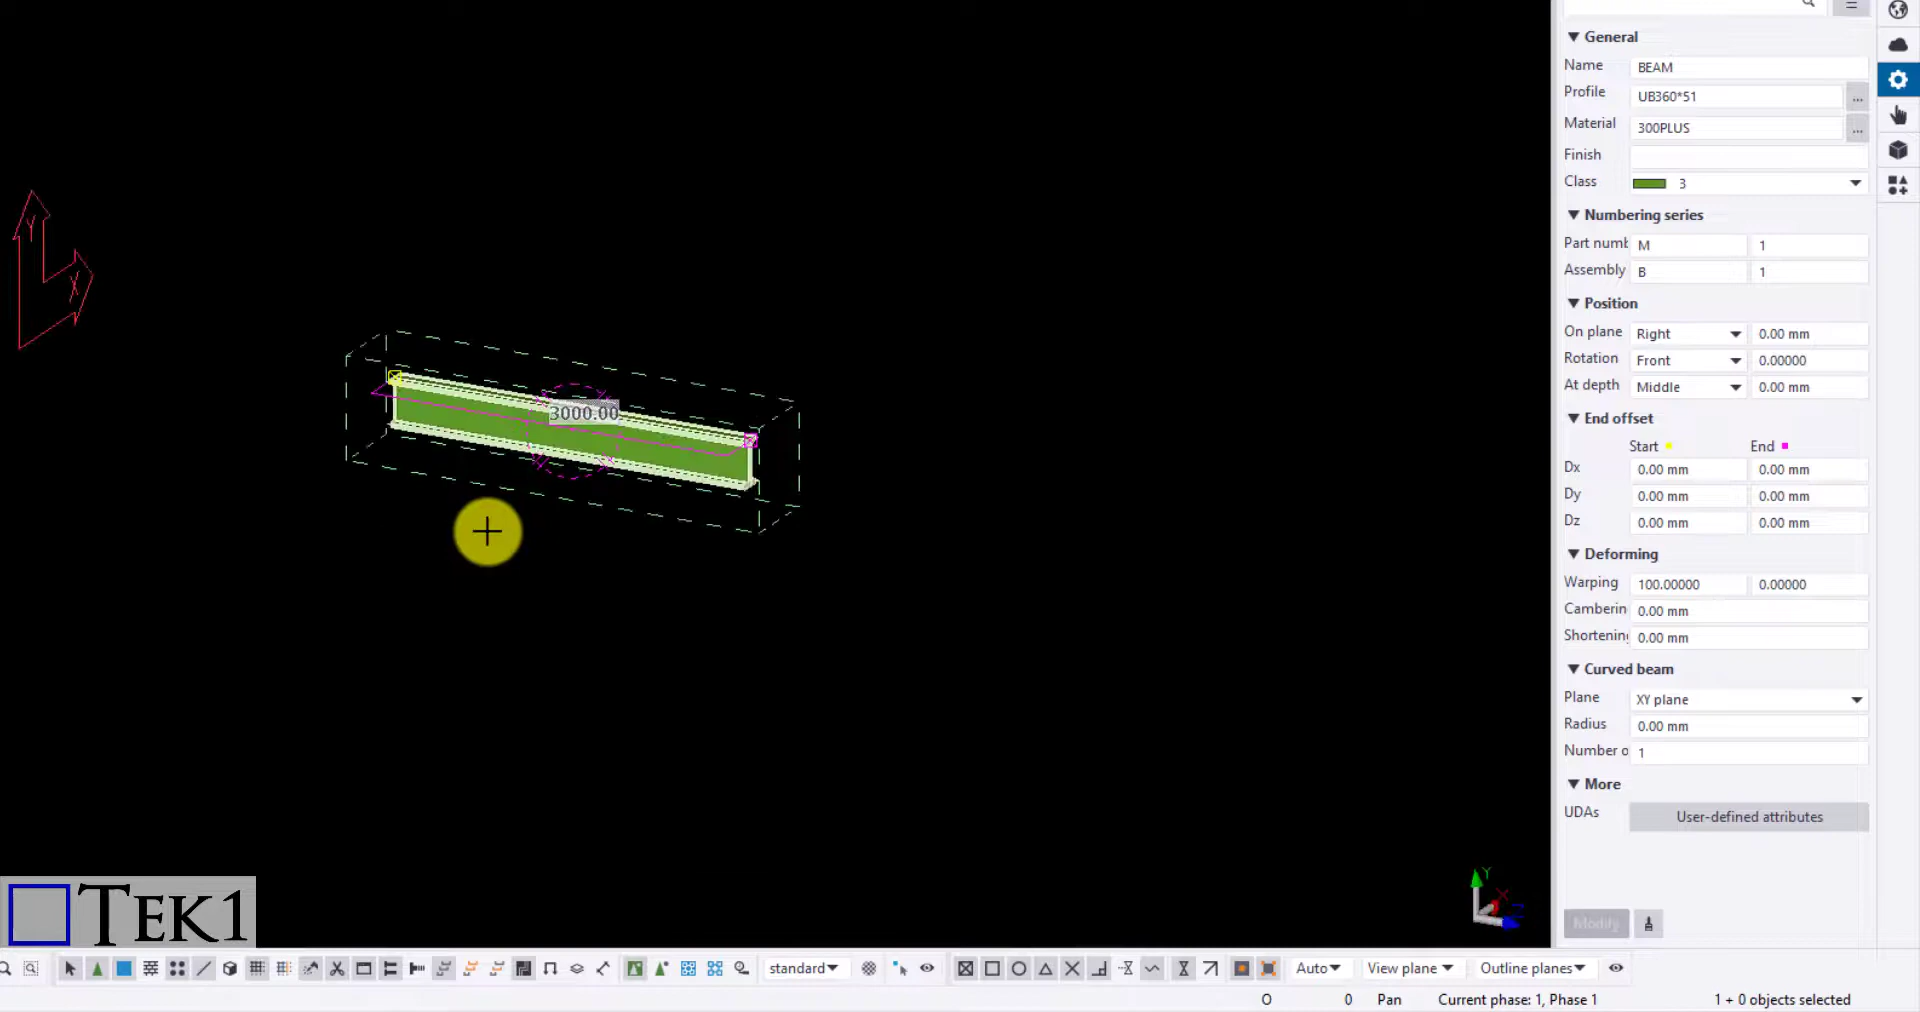 General
Name BEAM
Profile UB360*51 ...
Material 300PLUS ...
Finish
Class 3
Numbering series
Part numb M 1
Assembly B 1
Position
On plane Right 0.00 mm
Rotation Front 0.00000
At depth Middle 0.00 mm
End offset
Start End
Dx 0.00 mm 0.00 mm
Dy 0.00 mm 0.00 mm
Dz 0.00 mm 0.00 mm
Deforming
Warping 100.00000 0.00000
Camberin 0.00 mm
Shortenin 0.00 mm
Curved beam
Plane XY plane
Radius 0.00 mm
Number o 1
More
UDAs User-defined attributes
Modify
Y
X
3000.00
Y
X
TEK1
standard Auto View plane Outline planes
O 0 Pan Current phase: 1, Phase 1 1 + 0 objects selected